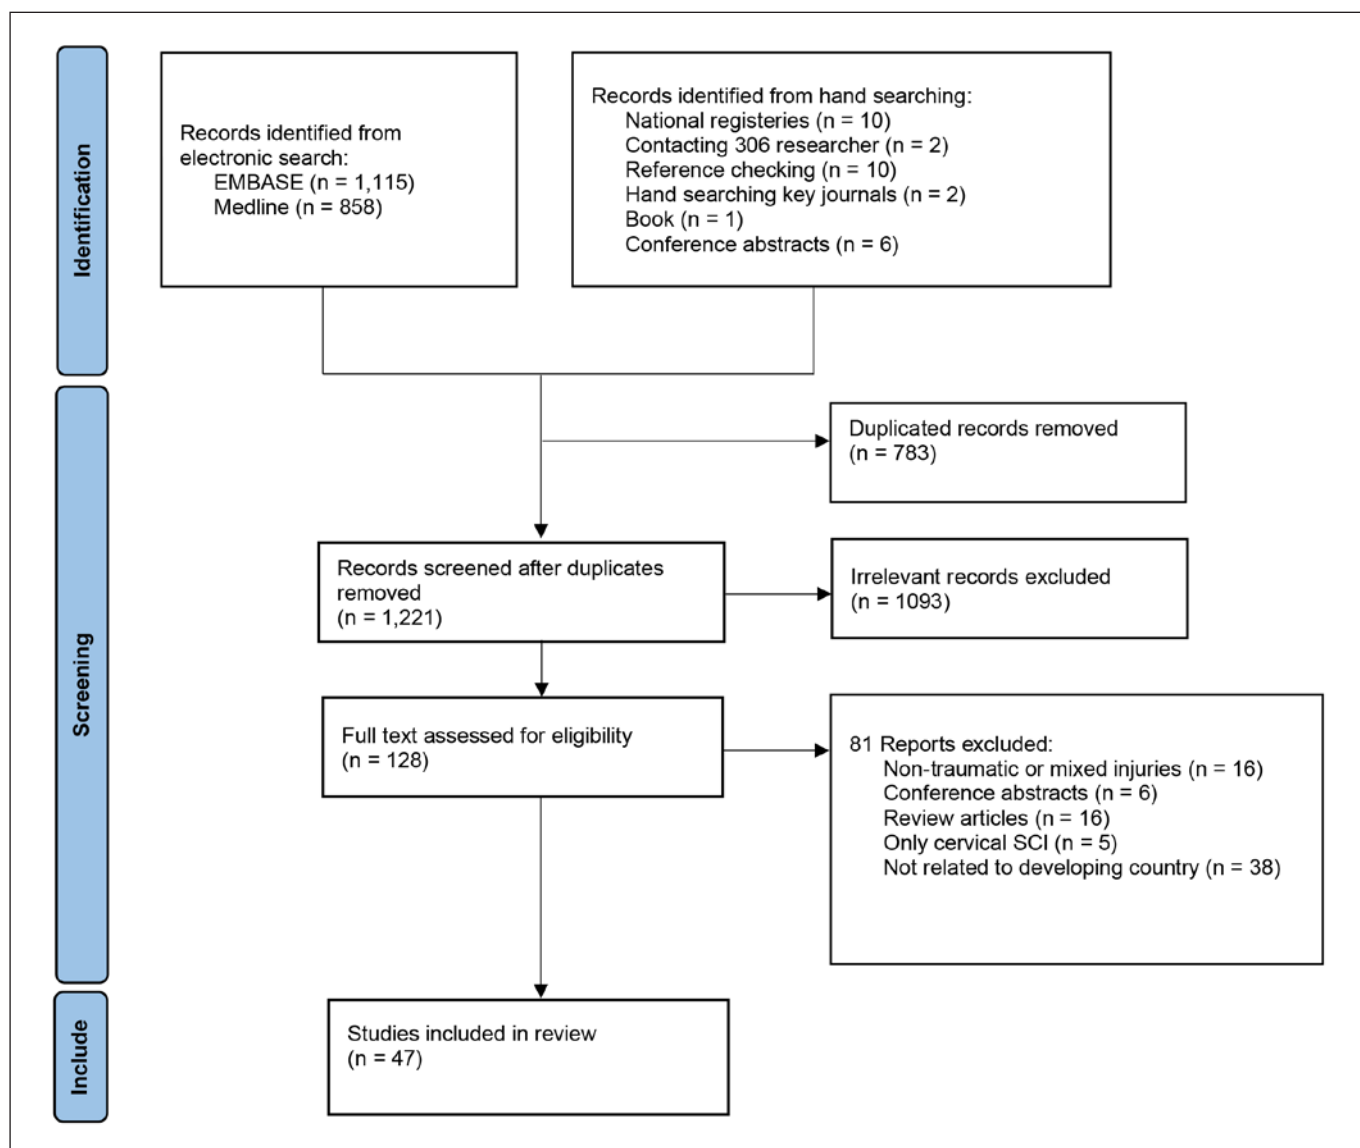 Identification
Records identified from
electronic search:
EMBASE (n = 1,115)
Medline (n = 858)
Records identified from hand searching:
National registeries (n = 10)
Contacting 306 researcher (n = 2)
Reference checking (n = 10)
Hand searching key journals (n = 2)
Book (n = 1)
Conference abstracts (n = 6)
Screening
Duplicated records removed
(n = 783)
Records screened after duplicates
removed
(n = 1,221)
Irrelevant records excluded
(n = 1093)
Full text assessed for eligibility
(n = 128)
81 Reports excluded:
Non-traumatic or mixed injuries (n = 16)
Conference abstracts (n = 6)
Review articles (n = 16)
Only cervical SCI (n = 5)
Not related to developing country (n = 38)
Include
Studies included in review
(n = 47)